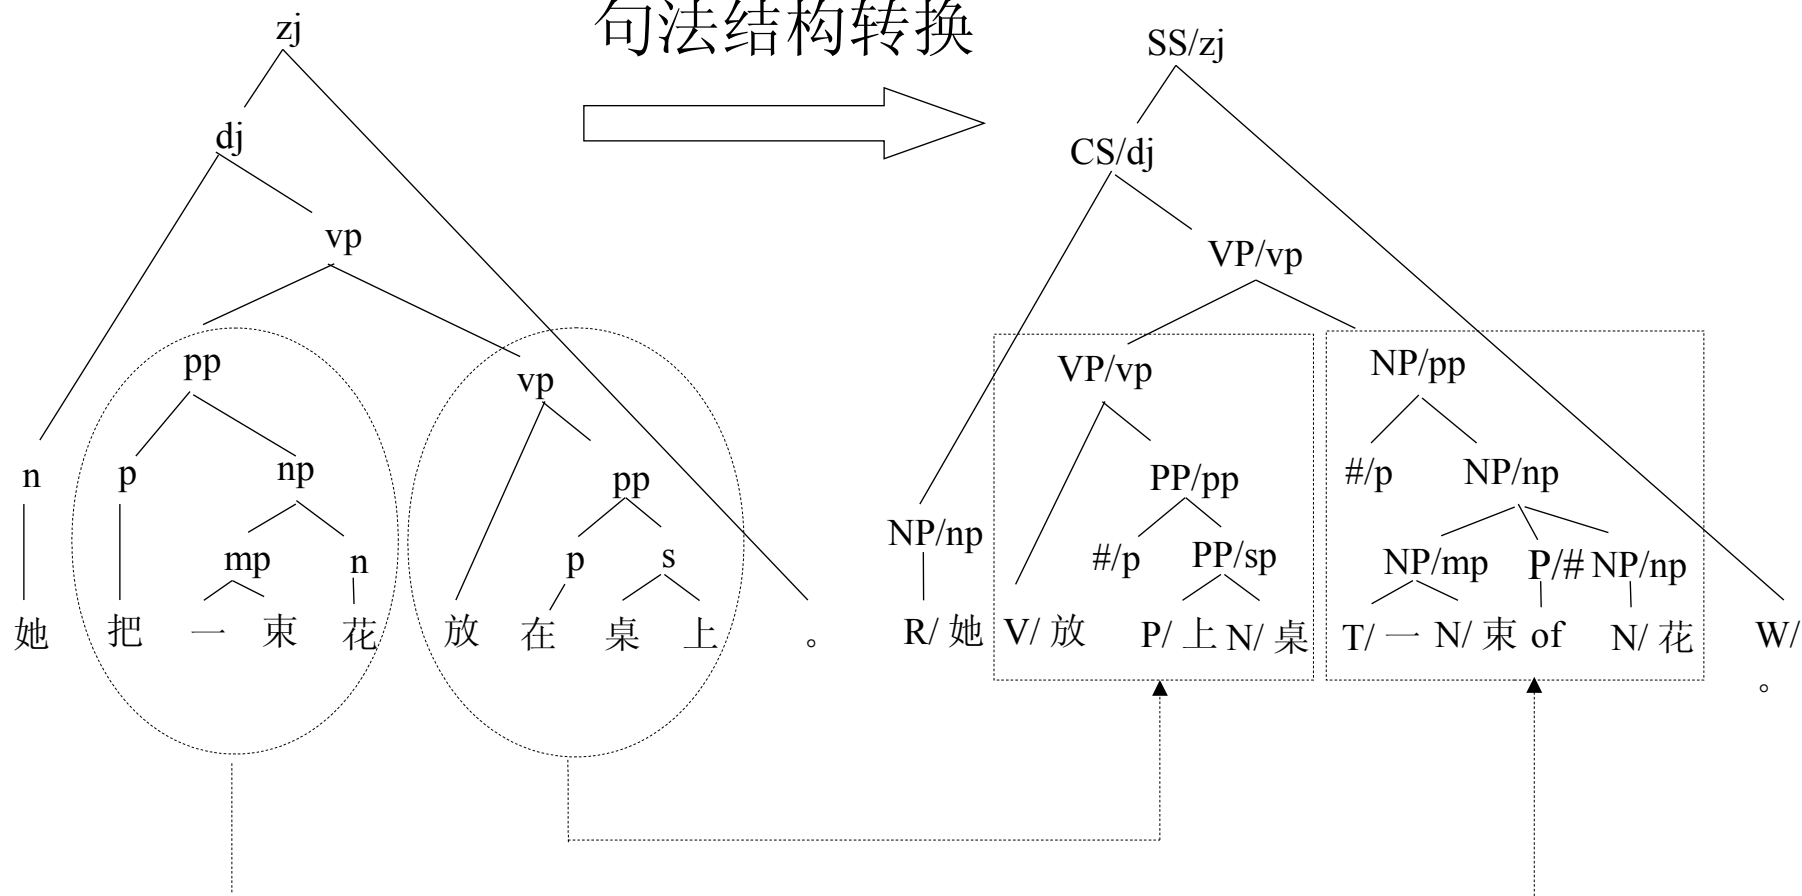 句法结构转换
zj
dj
vp
pp
vp
n
p
np
pp
mp
n
p
s
她 把 一 束 花 放 在 桌 上 。
SS/zj
CS/dj
VP/vp
VP/vp
NP/pp
PP/pp
#/p
NP/np
NP/np
#/p
PP/sp
NP/mp
P/#
NP/np
R/ 她 V/ 放 P/ 上 N/ 桌 T/ 一 N/ 束 of N/ 花 W/
。